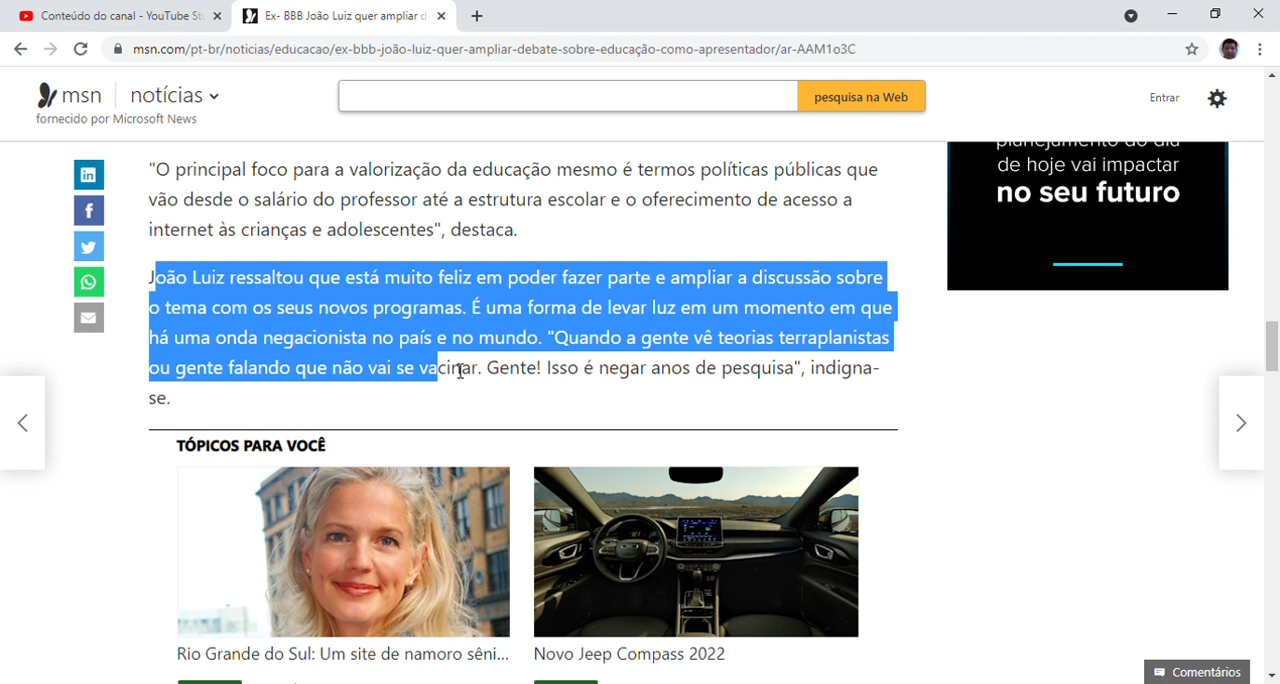 Conteúdo do canal - YouTube St
Ex- BBB João Luiz quer ampliar d
msn.com/pt-br/noticias/educacao/ex-bbb-joão-luiz-quer-ampliar-debate-sobre-educação-como-apresentador/ar-AAM1o3C
msn notícias
fornecido por Microsoft News
pesquisa na Web
Entrar
"O principal foco para a valorização da educação mesmo é termos políticas públicas que
vão desde o salário do professor até a estrutura escolar e o oferecimento de acesso a
internet às crianças e adolescentes", destaca.
João Luiz ressaltou que está muito feliz em poder fazer parte e ampliar a discussão sobre
o tema com os seus novos programas. É uma forma de levar luz em um momento em que
há uma onda negacionista no país e no mundo. "Quando a gente vê teorias terraplanistas
ou gente falando que não vai se vacinar. Gente! Isso é negar anos de pesquisa", indigna-
se.
planejamento do dia
de hoje vai impactar
no seu futuro
TÓPICOS PARA VOCÊ
Rio Grande do Sul: Um site de namoro sêni...
Novo Jeep Compass 2022
Comentários